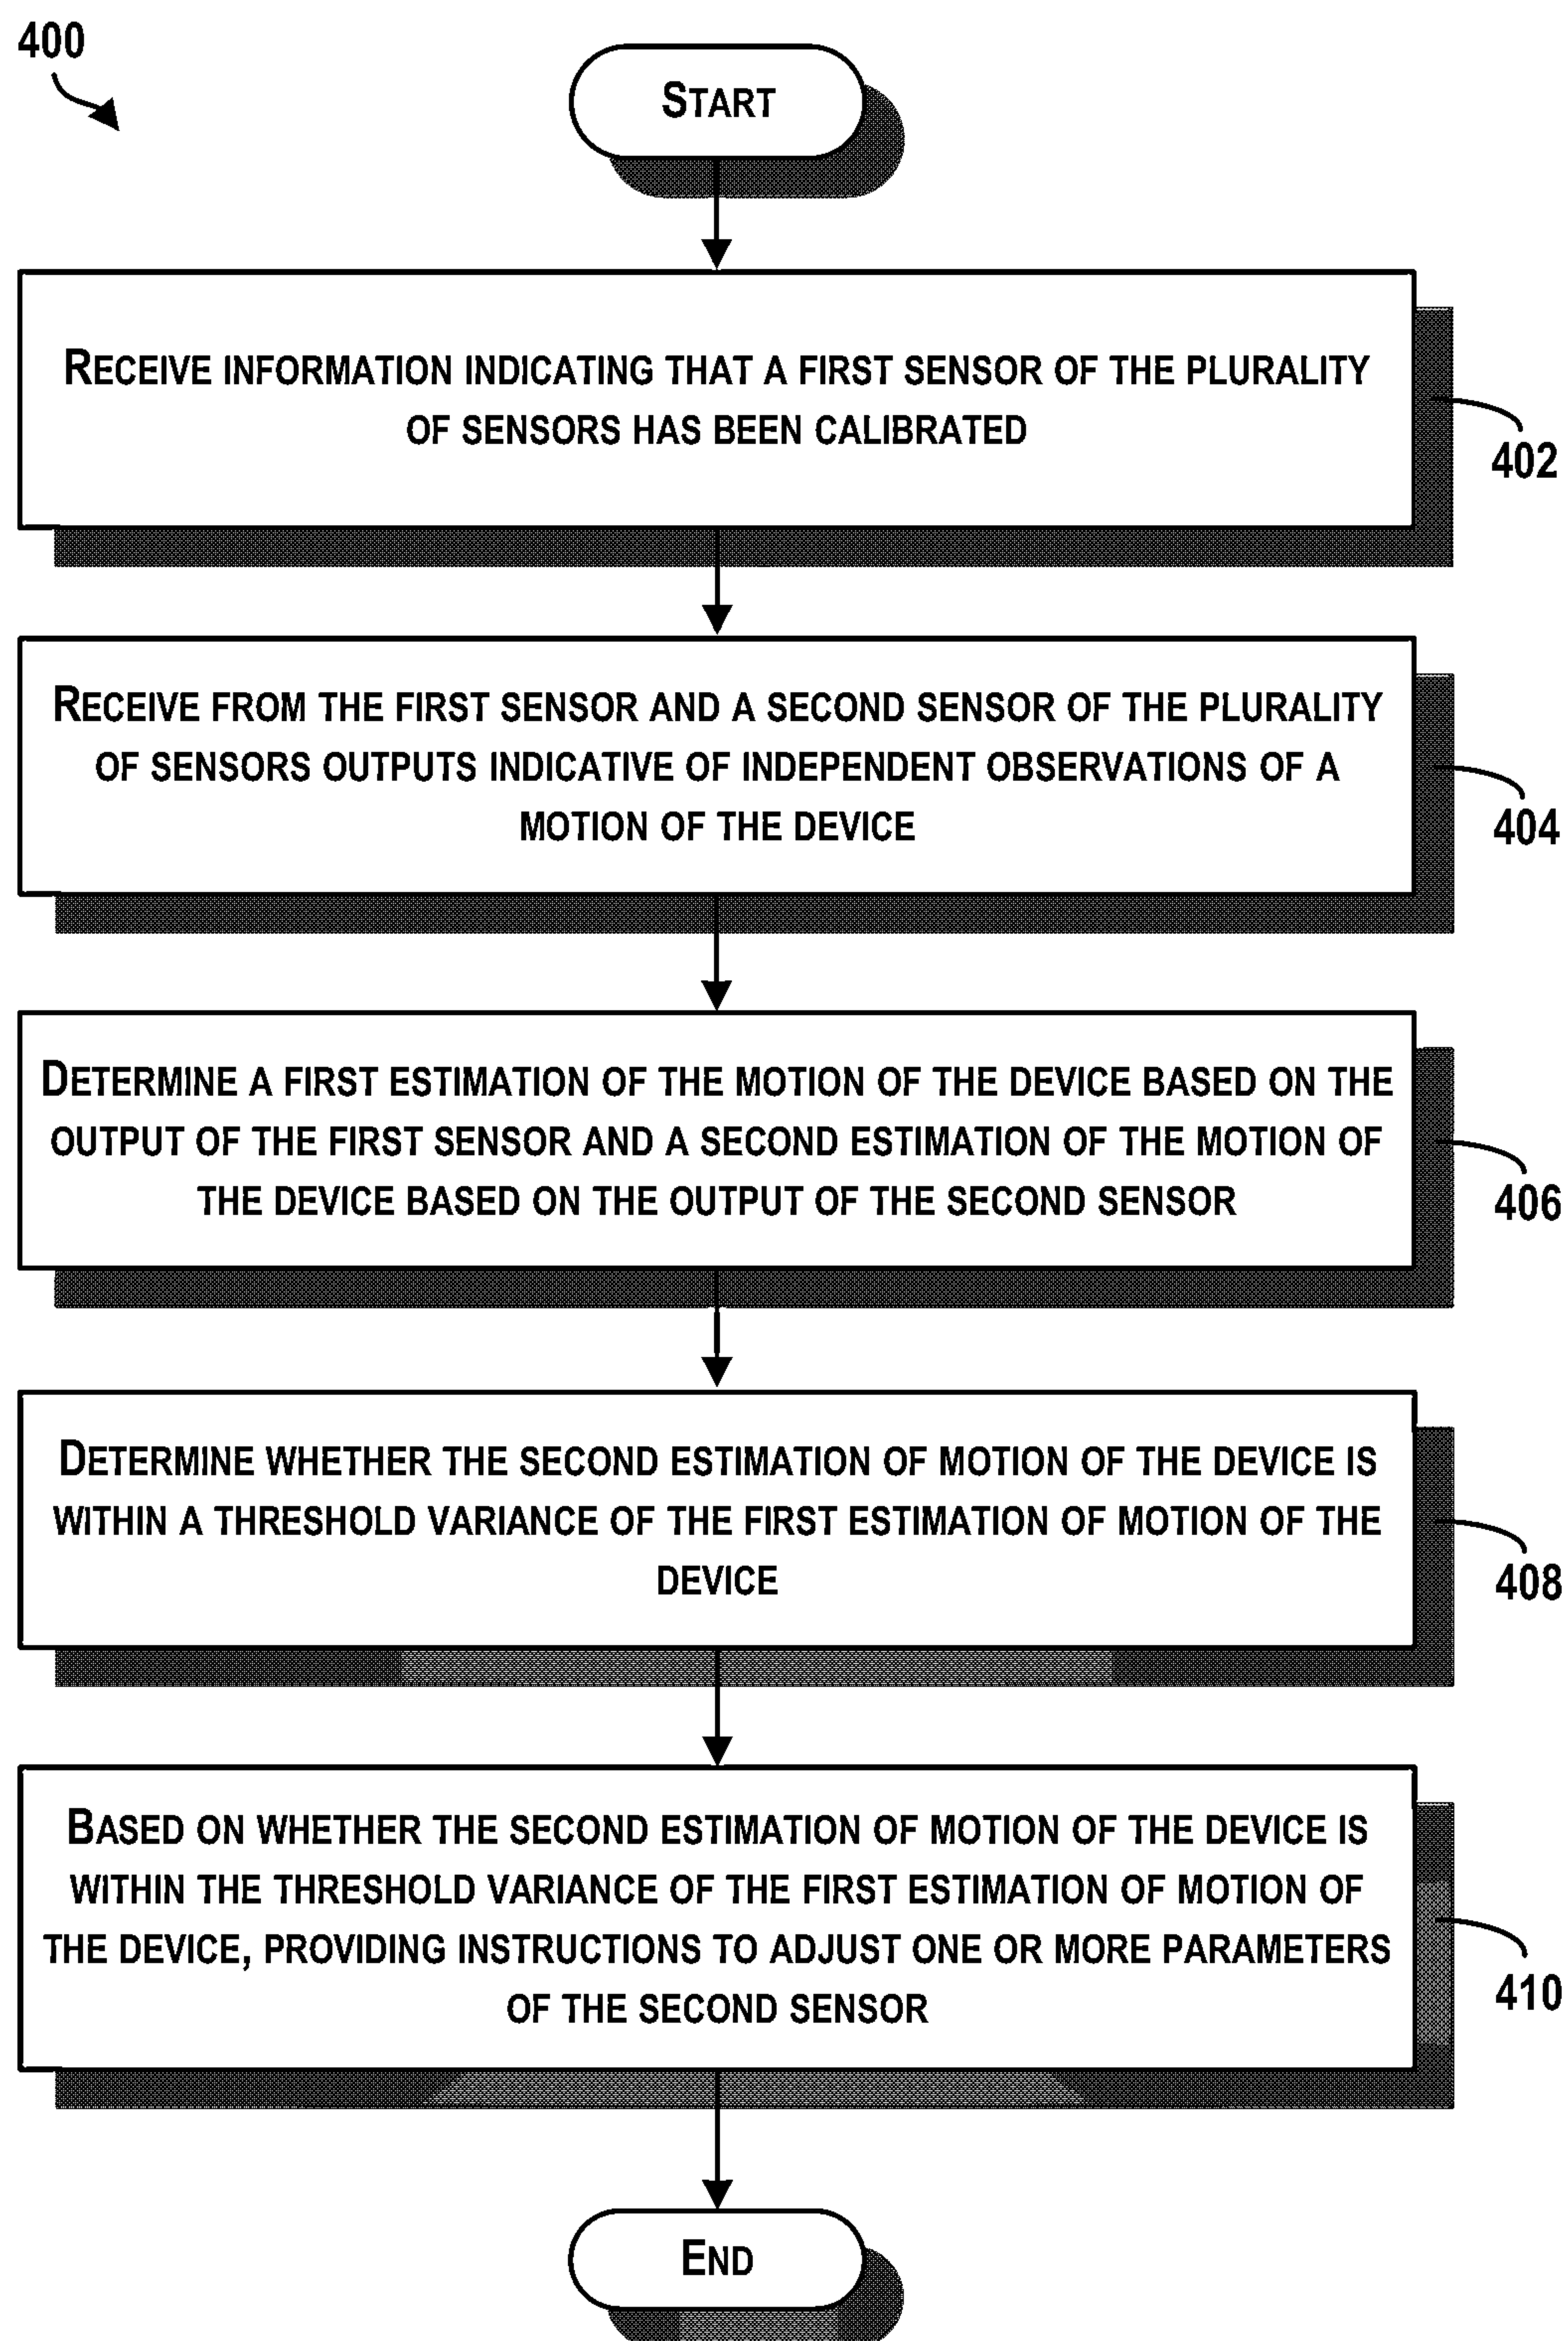 400
START
RECEIVE INFORMATION INDICATING THAT A FIRST SENSOR OF THE PLURALITY
OF SENSORS HAS BEEN CALIBRATED
402
RECEIVE FROM THE FIRST SENSOR AND A SECOND SENSOR OF THE PLURALITY
OF SENSORS OUTPUTS INDICATIVE OF INDEPENDENT OBSERVATIONS OF A
MOTION OF THE DEVICE
404
DETERMINE A FIRST ESTIMATION OF THE MOTION OF THE DEVICE BASED ON THE
OUTPUT OF THE FIRST SENSOR AND A SECOND ESTIMATION OF THE MOTION OF
THE DEVICE BASED ON THE OUTPUT OF THE SECOND SENSOR
406
DETERMINE WHETHER THE SECOND ESTIMATION OF MOTION OF THE DEVICE IS
WITHIN A THRESHOLD VARIANCE OF THE FIRST ESTIMATION OF MOTION OF THE
DEVICE
408
BASED ON WHETHER THE SECOND ESTIMATION OF MOTION OF THE DEVICE IS
WITHIN THE THRESHOLD VARIANCE OF THE FIRST ESTIMATION OF MOTION OF
THE DEVICE, PROVIDING INSTRUCTIONS TO ADJUST ONE OR MORE PARAMETERS
OF THE SECOND SENSOR
410
END